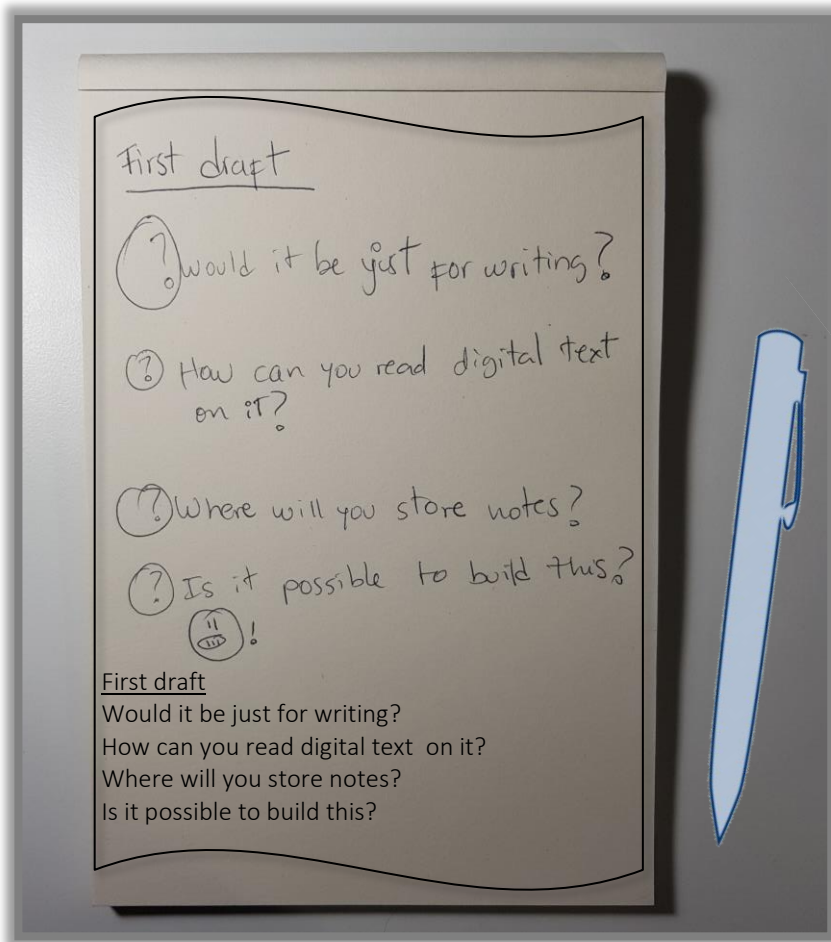 First draft
? would it be just for writing?
? How can you read digital text
on it?
? Where will you store notes?
? Is it possible to build this?
!
First draft
Would it be just for writing?
How can you read digital text  on it?
Where will you store notes?
Is it possible to build this?